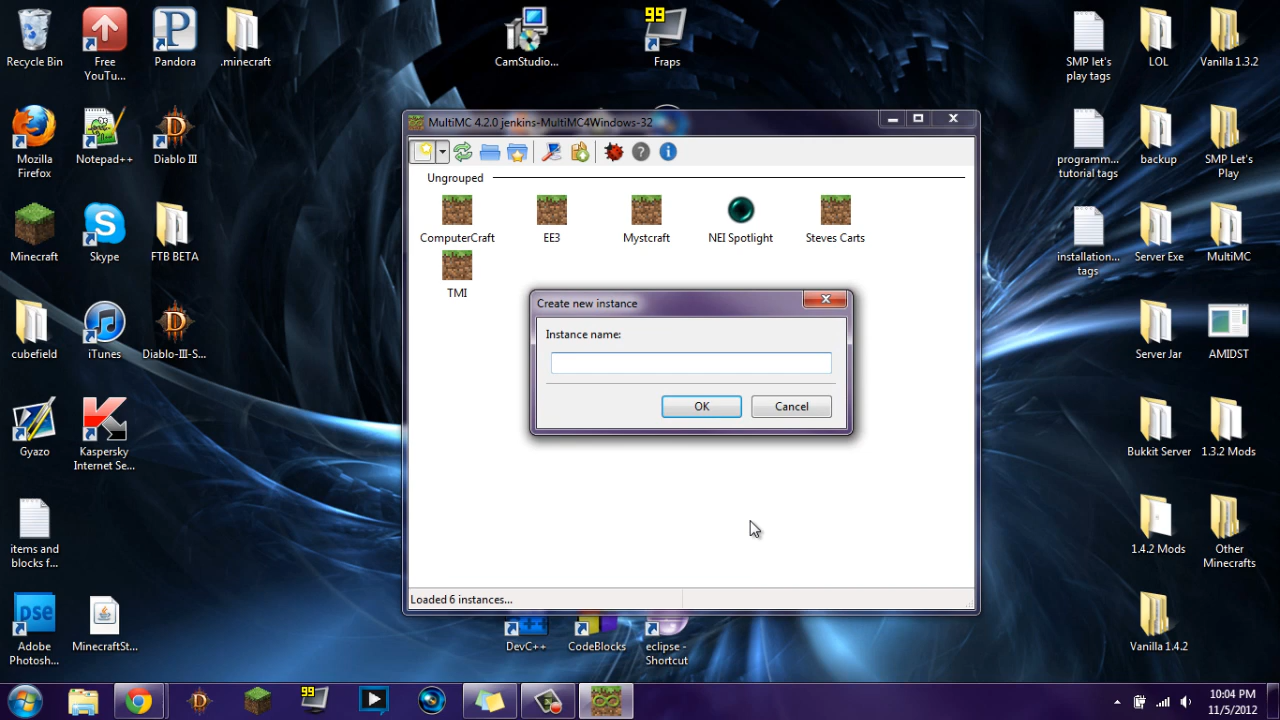 Recycle Bin
Free
YouTu...
Pandora
.minecraft
CamStudio...
99
Fraps
SMP let's
play tags
LOL
Vanilla 1.3.2
Mozilla
Firefox
Notepad++
Diablo III
programm...
tutorial tags
backup
SMP Let's
Play
Minecraft
Skype
FTB BETA
installation...
tags
Server Exe
MultiMC
cubefield
iTunes
Diablo-III-S...
Server Jar
AMIDST
Gyazo
Kaspersky
Internet Se...
Bukkit Server
1.3.2 Mods
items and
blocks f...
1.4.2 Mods
Other
Minecrafts
pse
Adobe
Photosh...
MinecraftSt...
DevC++
CodeBlocks
eclipse -
Shortcut
Vanilla 1.4.2
MultiMC 4.2.0 jenkins-MultiMC4Windows-32
Ungrouped
ComputerCraft
EE3
Mystcraft
NEI Spotlight
Steves Carts
TMI
Create new instance
Instance name:
OK
Cancel
Loaded 6 instances...
99
10:04 PM
11/5/2012